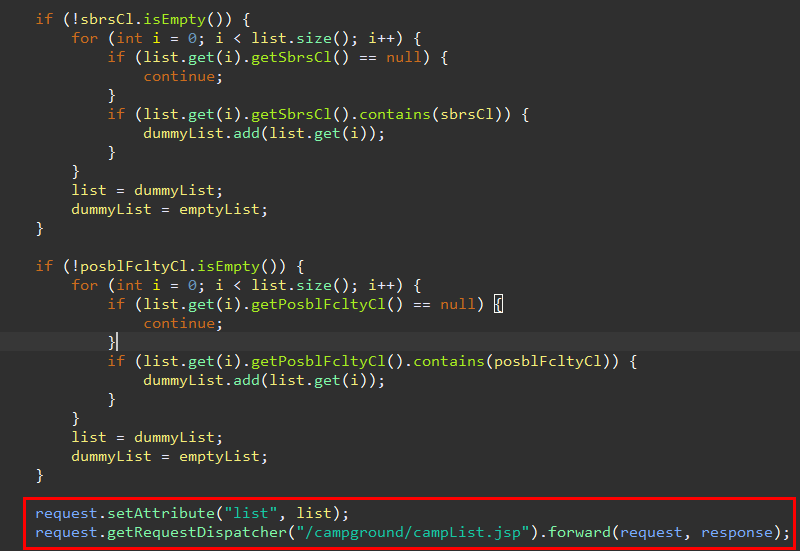 if (!sbrsCl.isEmpty()) {
    for (int i = 0; i < list.size(); i++) {
        if (list.get(i).getSbrsCl() == null) {
            continue;
        }
        if (list.get(i).getSbrsCl().contains(sbrsCl)) {
            dummyList.add(list.get(i));
        }
    }
    list = dummyList;
    dummyList = emptyList;
}

if (!posblFcltyCl.isEmpty()) {
    for (int i = 0; i < list.size(); i++) {
        if (list.get(i).getPosblFcltyCl() == null) {
            continue;
        }
        if (list.get(i).getPosblFcltyCl().contains(posblFcltyCl)) {
            dummyList.add(list.get(i));
        }
    }
    list = dummyList;
    dummyList = emptyList;
}

request.setAttribute("list", list);
request.getRequestDispatcher("/campground/campList.jsp").forward(request, response);